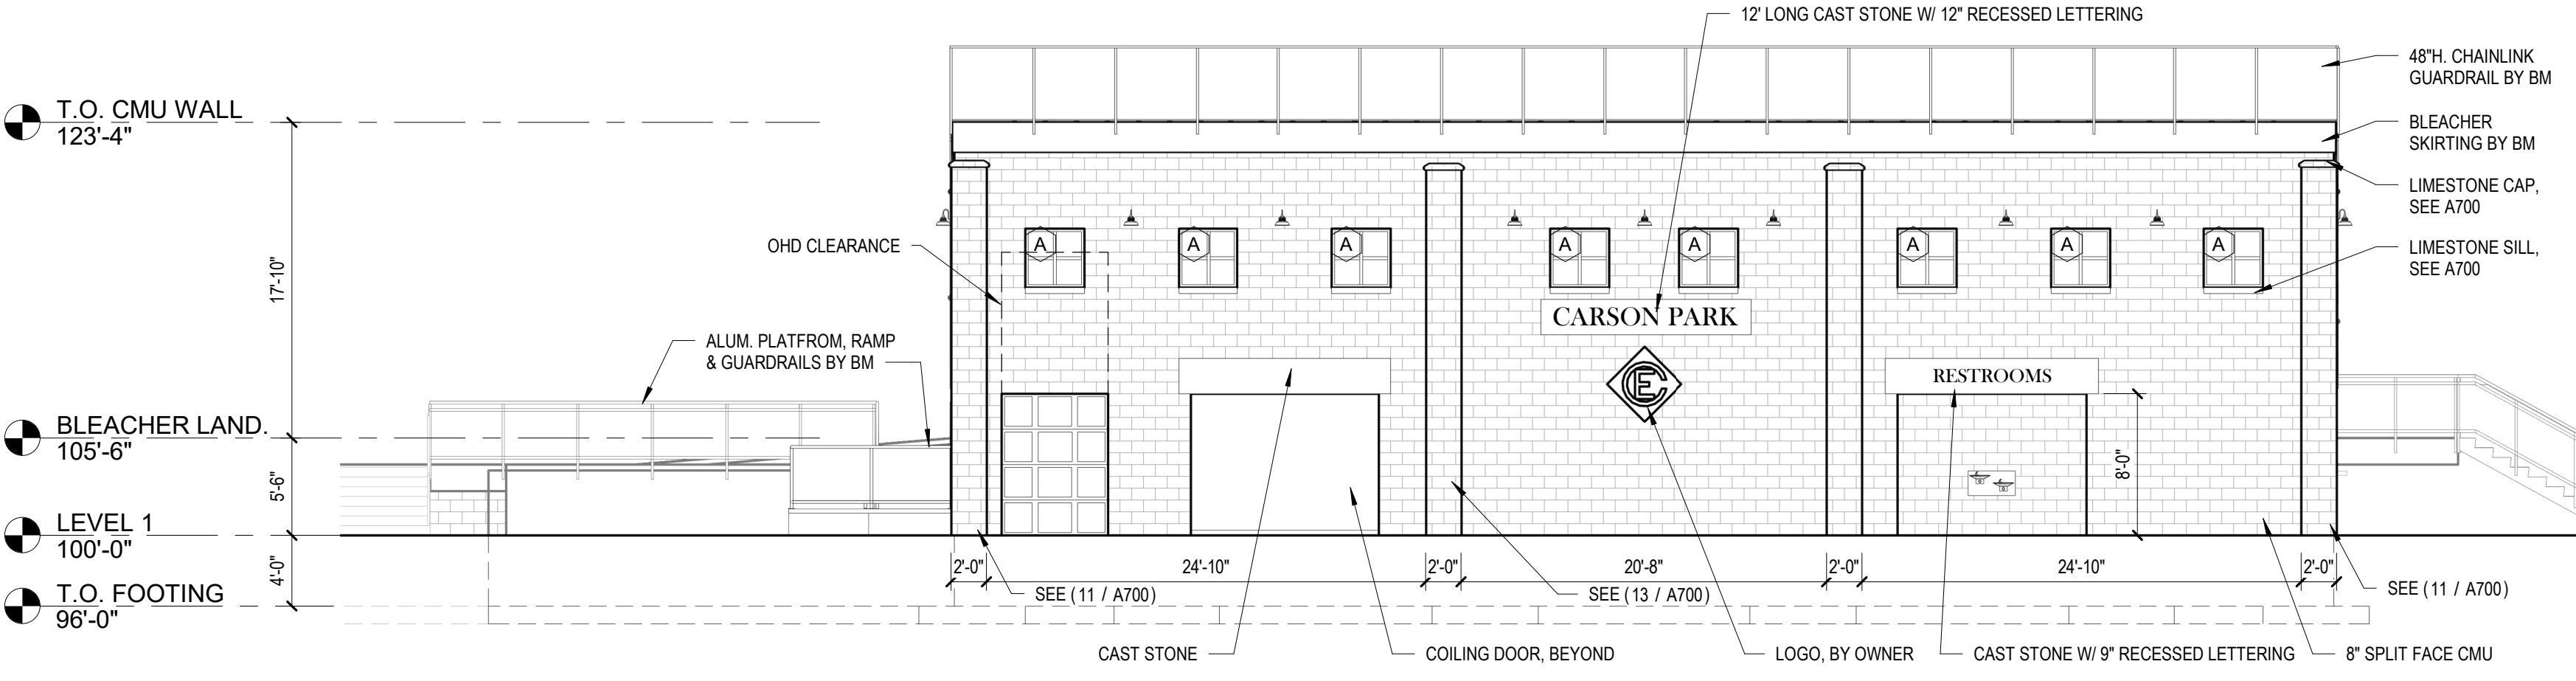 12' LONG CAST STONE W/ 12" RECESSED LETTERING
48"H. CHAINLINK
GUARDRAIL BY BM
T.O. CMU WALL
123'-4"
BLEACHER
SKIRTING BY BM
LIMESTONE CAP,
SEE A700
OHD CLEARANCE
A A A A A A A A
LIMESTONE SILL,
SEE A700
17'-10"
CARSON PARK
ALUM. PLATFROM, RAMP
& GUARDRAILS BY BM
RESTROOMS
EC
BLEACHER LAND.
105'-6"
8'-0"
5'-6"
LEVEL 1
100'-0"
4'-0"
2'-0" 24'-10" 2'-0" 20'-8" 2'-0" 24'-10" 2'-0"
T.O. FOOTING
96'-0"
SEE (11 / A700)
SEE (13 / A700)
SEE (11 / A700)
CAST STONE
COILING DOOR, BEYOND
LOGO, BY OWNER
CAST STONE W/ 9" RECESSED LETTERING
8" SPLIT FACE CMU